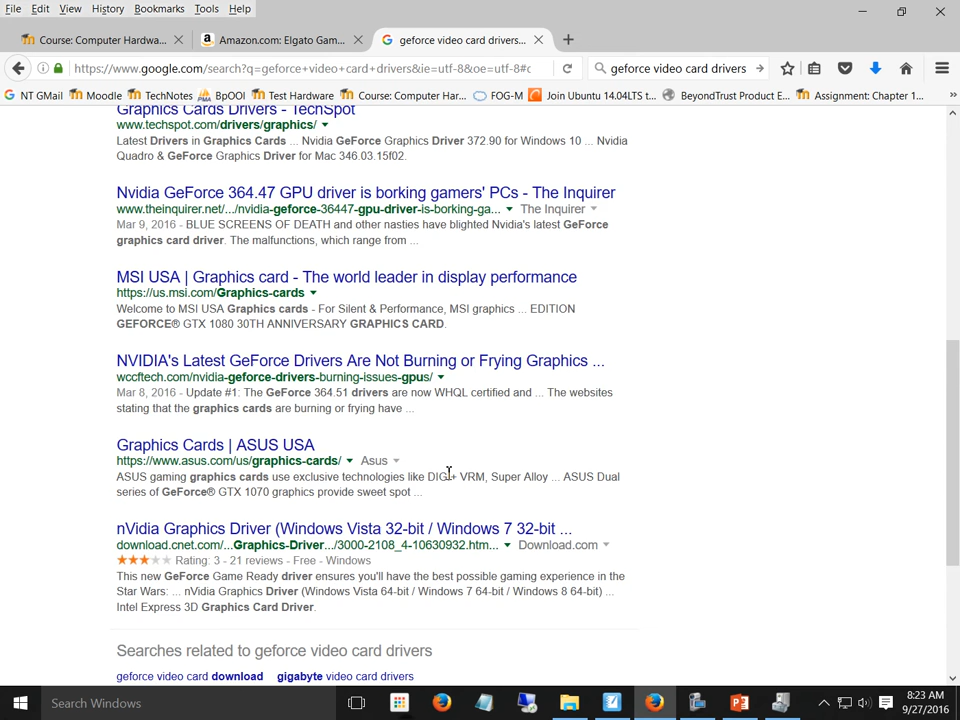 File Edit View History Bookmarks Tools Help
Course: Computer Hardwa... Amazon.com: Elgato Gam... geforce video card drivers...
https://www.google.com/search?q=geforce+video+card+drivers&ie=utf-8&oe=utf-8#c geforce video card drivers
NT GMail Moodle TechNotes BpOOI Test Hardware Course: Computer Har... FOG-M Join Ubuntu 14.04LTS t... BeyondTrust Product E... Assignment: Chapter 1... »
Graphics Cards Drivers - TechSpot
www.techspot.com/drivers/graphics/
Latest Drivers in Graphics Cards ... Nvidia GeForce Graphics Driver 372.90 for Windows 10 ... Nvidia
Quadro & GeForce Graphics Driver for Mac 346.03.15f02.
Nvidia GeForce 364.47 GPU driver is borking gamers' PCs - The Inquirer
www.theinquirer.net/.../nvidia-geforce-36447-gpu-driver-is-borking-ga... The Inquirer
Mar 9, 2016 - BLUE SCREENS OF DEATH and other nasties have blighted Nvidia's latest GeForce
graphics card driver. The malfunctions, which range from ...
MSI USA | Graphics card - The world leader in display performance
https://us.msi.com/Graphics-cards
Welcome to MSI USA Graphics cards - For Silent & Performance, MSI graphics ... EDITION
GEFORCE® GTX 1080 30TH ANNIVERSARY GRAPHICS CARD.
NVIDIA's Latest GeForce Drivers Are Not Burning or Frying Graphics ...
wccftech.com/nvidia-geforce-drivers-burning-issues-gpus/
Mar 8, 2016 - Update #1: The GeForce 364.51 drivers are now WHQL certified and ... The websites
stating that the graphics cards are burning or frying have ...
Graphics Cards | ASUS USA
https://www.asus.com/us/graphics-cards/ Asus
ASUS gaming graphics cards use exclusive technologies like DIGI+ VRM, Super Alloy ... ASUS Dual
series of GeForce® GTX 1070 graphics provide sweet spot ...
nVidia Graphics Driver (Windows Vista 32-bit / Windows 7 32-bit ...
download.cnet.com/...Graphics-Driver.../3000-2108_4-10630932.htm... Download.com
Rating: 3 - 21 reviews - Free - Windows
This new GeForce Game Ready driver ensures you'll have the best possible gaming experience in the
Star Wars: ... nVidia Graphics Driver (Windows Vista 64-bit / Windows 7 64-bit / Windows 8 64-bit) ...
Intel Express 3D Graphics Card Driver.
Searches related to geforce video card drivers
geforce video card download gigabyte video card drivers
Search Windows
8:23 AM
9/27/2016